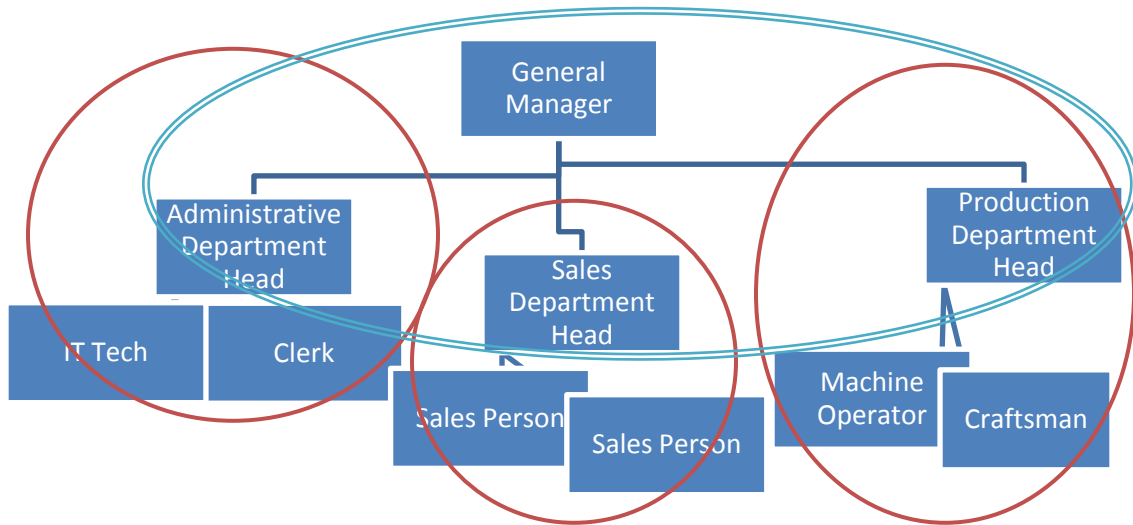 General
Manager
Administrative
Department
Head
Sales
Department
Head
Production
Department
Head
IT Tech
Clerk
Sales Person
Sales Person
Machine
Operator
Craftsman